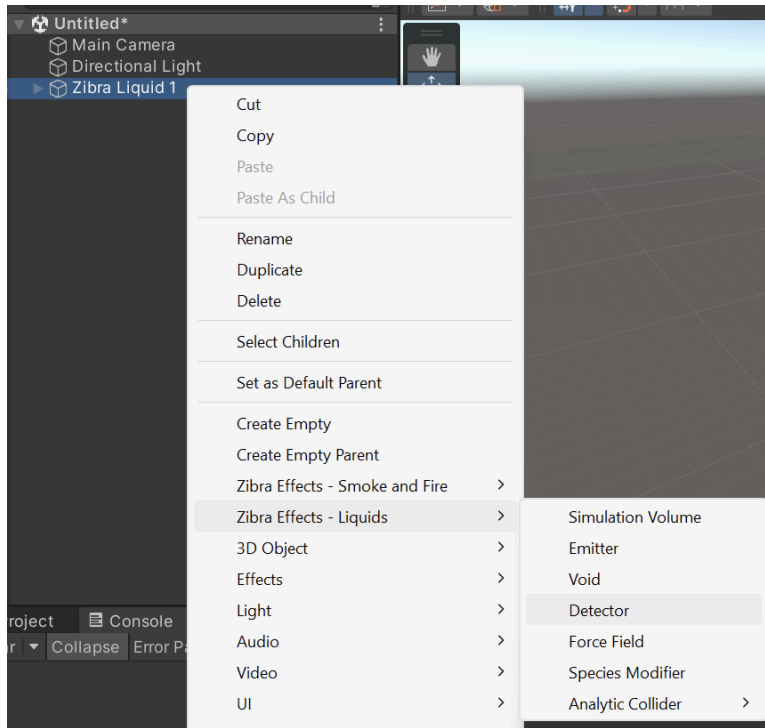 Untitled*
Main Camera
Directional Light
Zibra Liquid 1
Cut
Copy
Paste
Paste As Child
Rename
Duplicate
Delete
Select Children
Set as Default Parent
Create Empty
Create Empty Parent
Zibra Effects - Smoke and Fire
Zibra Effects - Liquids
3D Object
Effects
Light
Audio
Video
UI
Simulation Volume
Emitter
Void
Detector
Force Field
Species Modifier
Analytic Collider
roject Console
r Collapse Error Pa